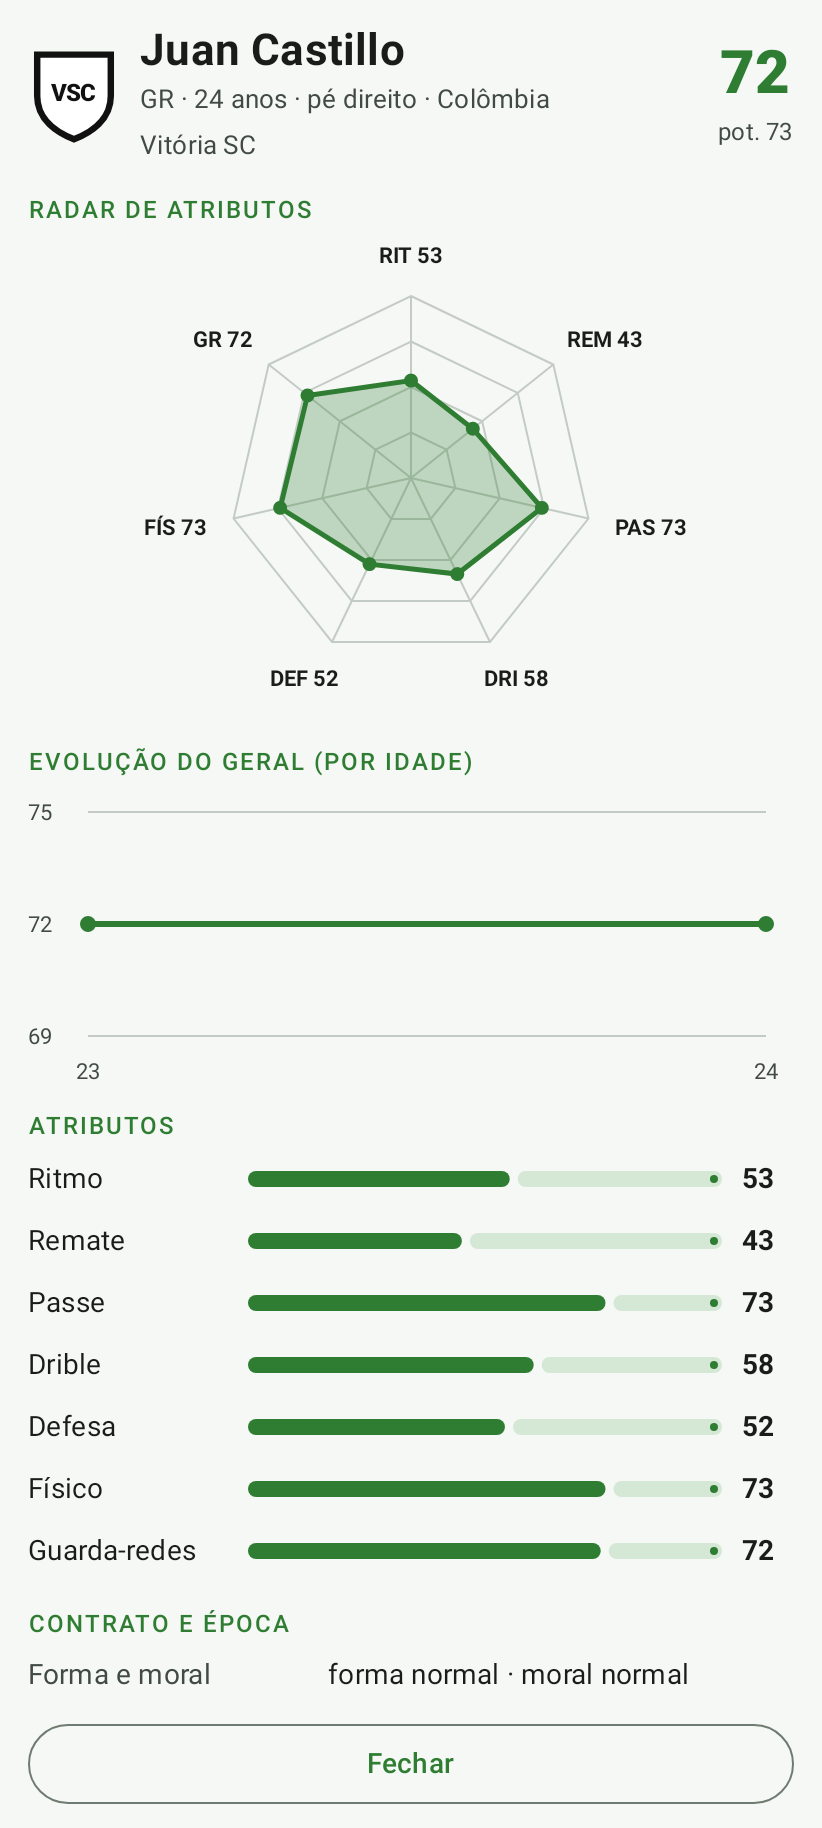 VSC
Juan Castillo
GR · 24 anos · pé direito · Colômbia
Vitória SC
72
pot. 73
RADAR DE ATRIBUTOS
RIT 53
GR 72
REM 43
FÍS 73
PAS 73
DEF 52
DRI 58
EVOLUÇÃO DO GERAL (POR IDADE)
75
72
69
23
24
ATRIBUTOS
Ritmo 53
Remate 43
Passe 73
Drible 58
Defesa 52
Físico 73
Guarda-redes 72
CONTRATO E ÉPOCA
Forma e moral forma normal · moral normal
Fechar